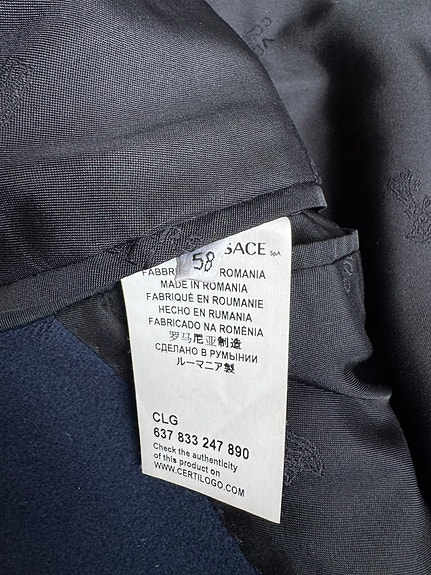 SACE SpA
58
FABBR ROMANIA
MADE IN ROMANIA
FABRIQUÉ EN ROUMANIE
HECHO EN RUMANIA
FABRICADO NA ROMÉNIA
罗马尼亚制造
СДЕЛАНО В РУМЫНИИ
ルーマニア製
CLG
637 833 247 890
Check the authenticity
of this product on
WWW.CERTILOGO.COM